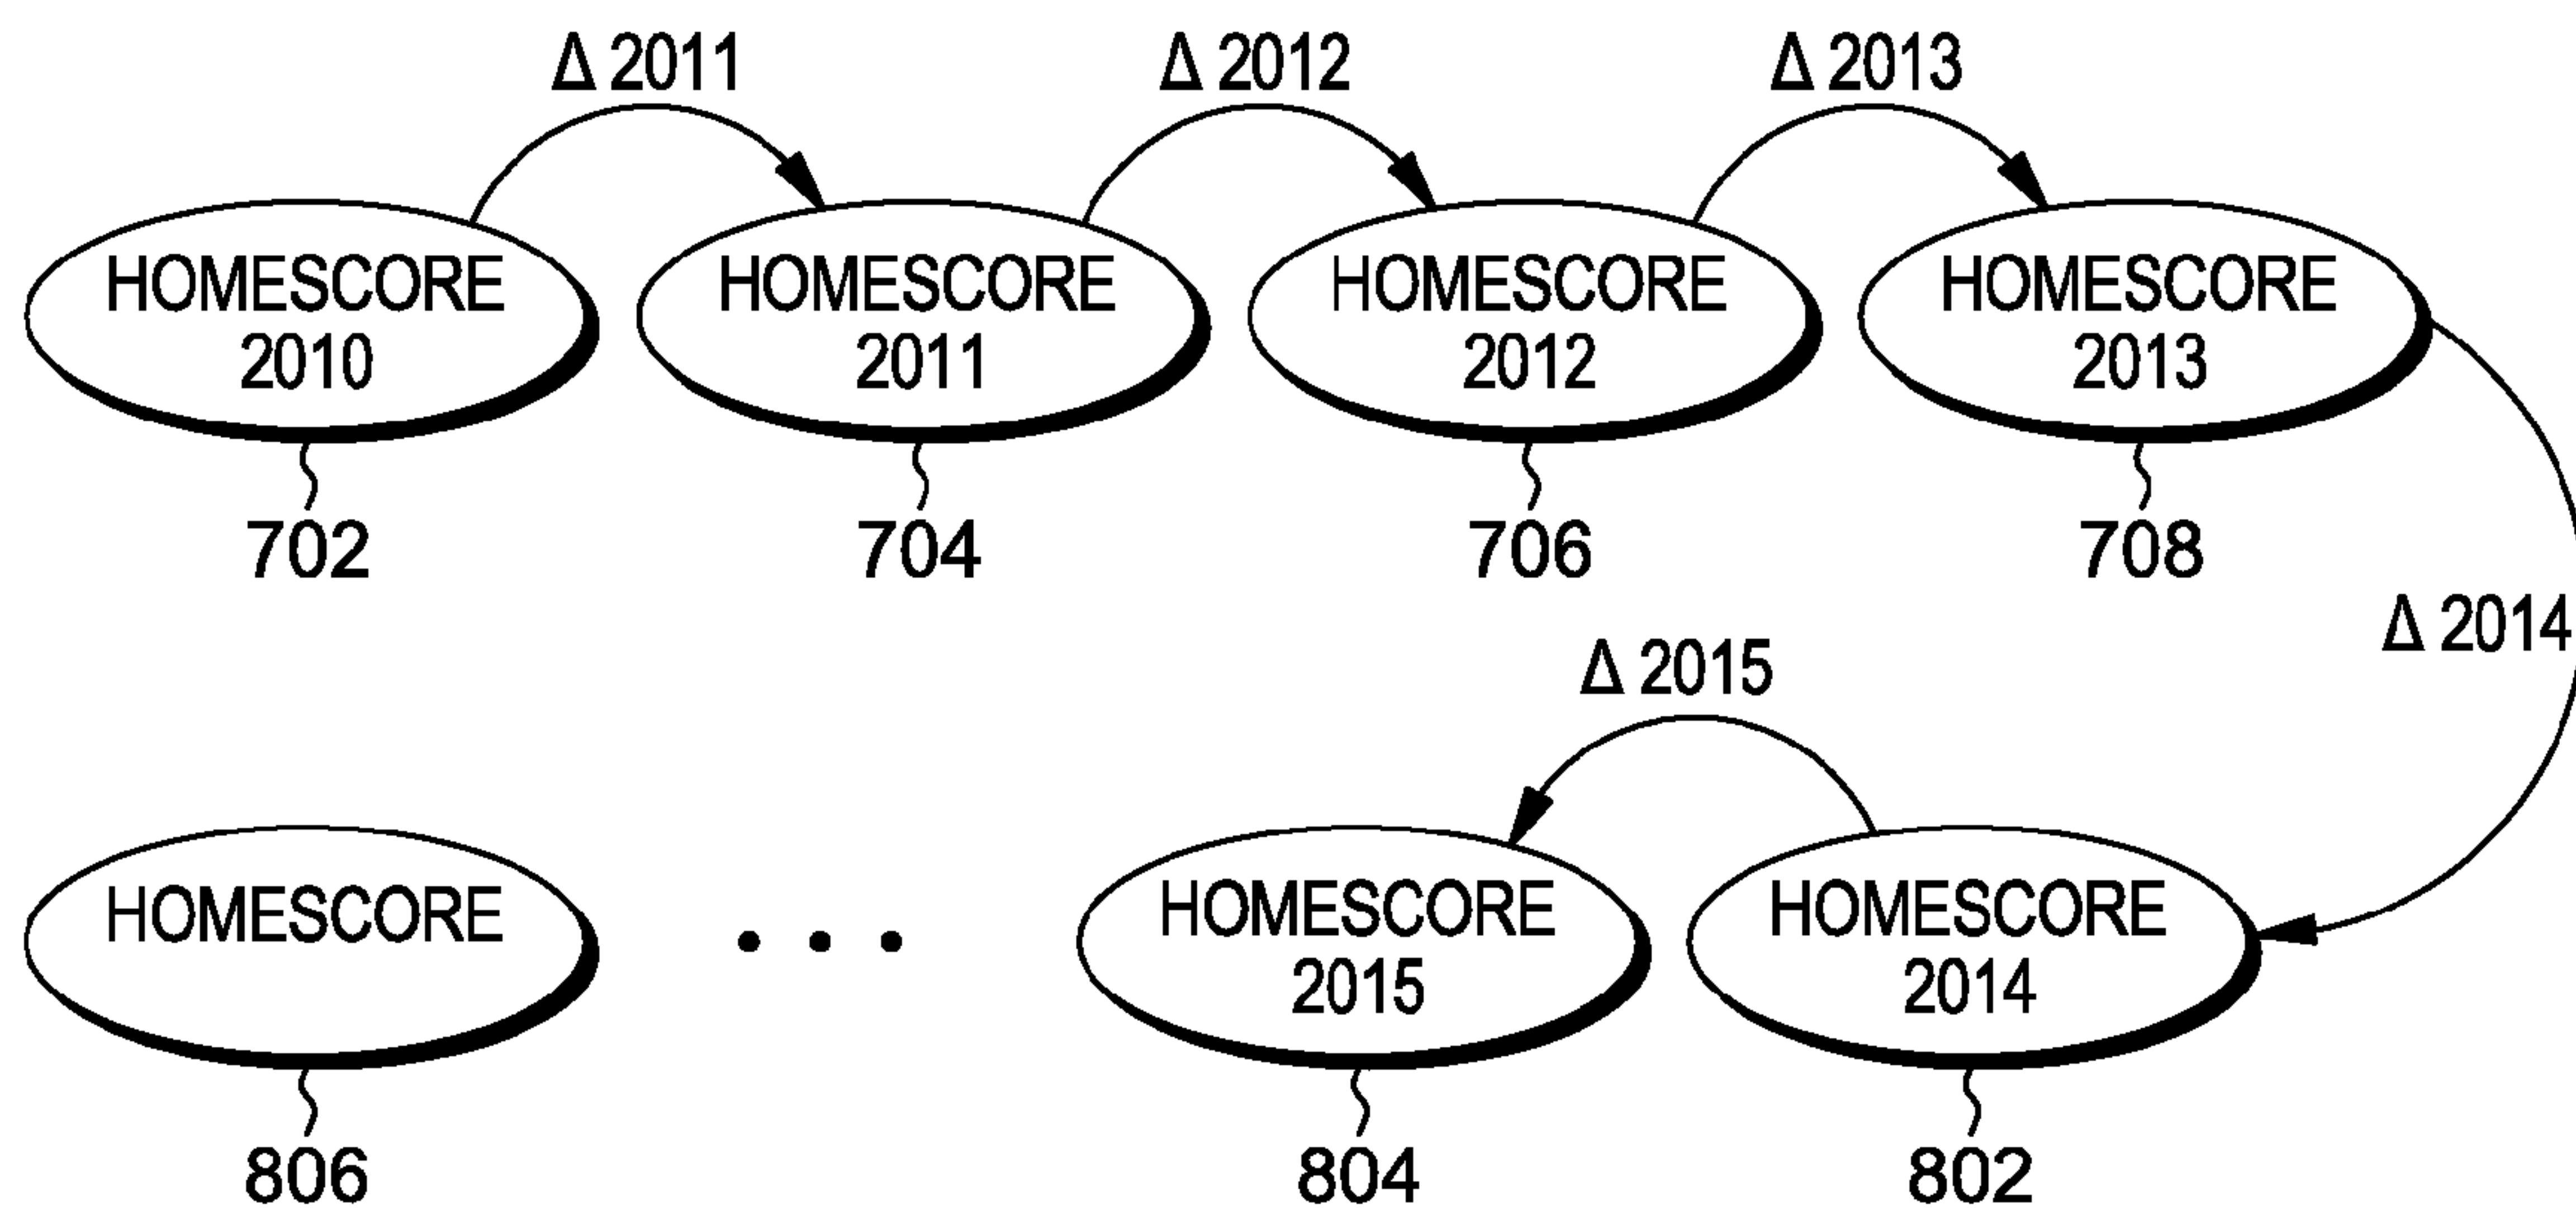 Δ 2011
Δ 2012
Δ 2013
HOMESCORE
2010
HOMESCORE
2011
HOMESCORE
2012
HOMESCORE
2013
702
704
706
708
Δ 2014
Δ 2015
HOMESCORE
HOMESCORE
2015
HOMESCORE
2014
806
804
802